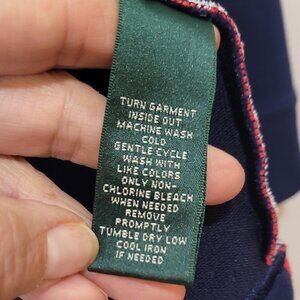 TURN GARMENT
INSIDE OUT
MACHINE WASH
COLD
GENTLE CYCLE
WASH WITH
LIKE COLORS
ONLY NON-
CHLORINE BLEACH
WHEN NEEDED
REMOVE
PROMPTLY
TUMBLE DRY LOW
COOL IRON
IF NEEDED